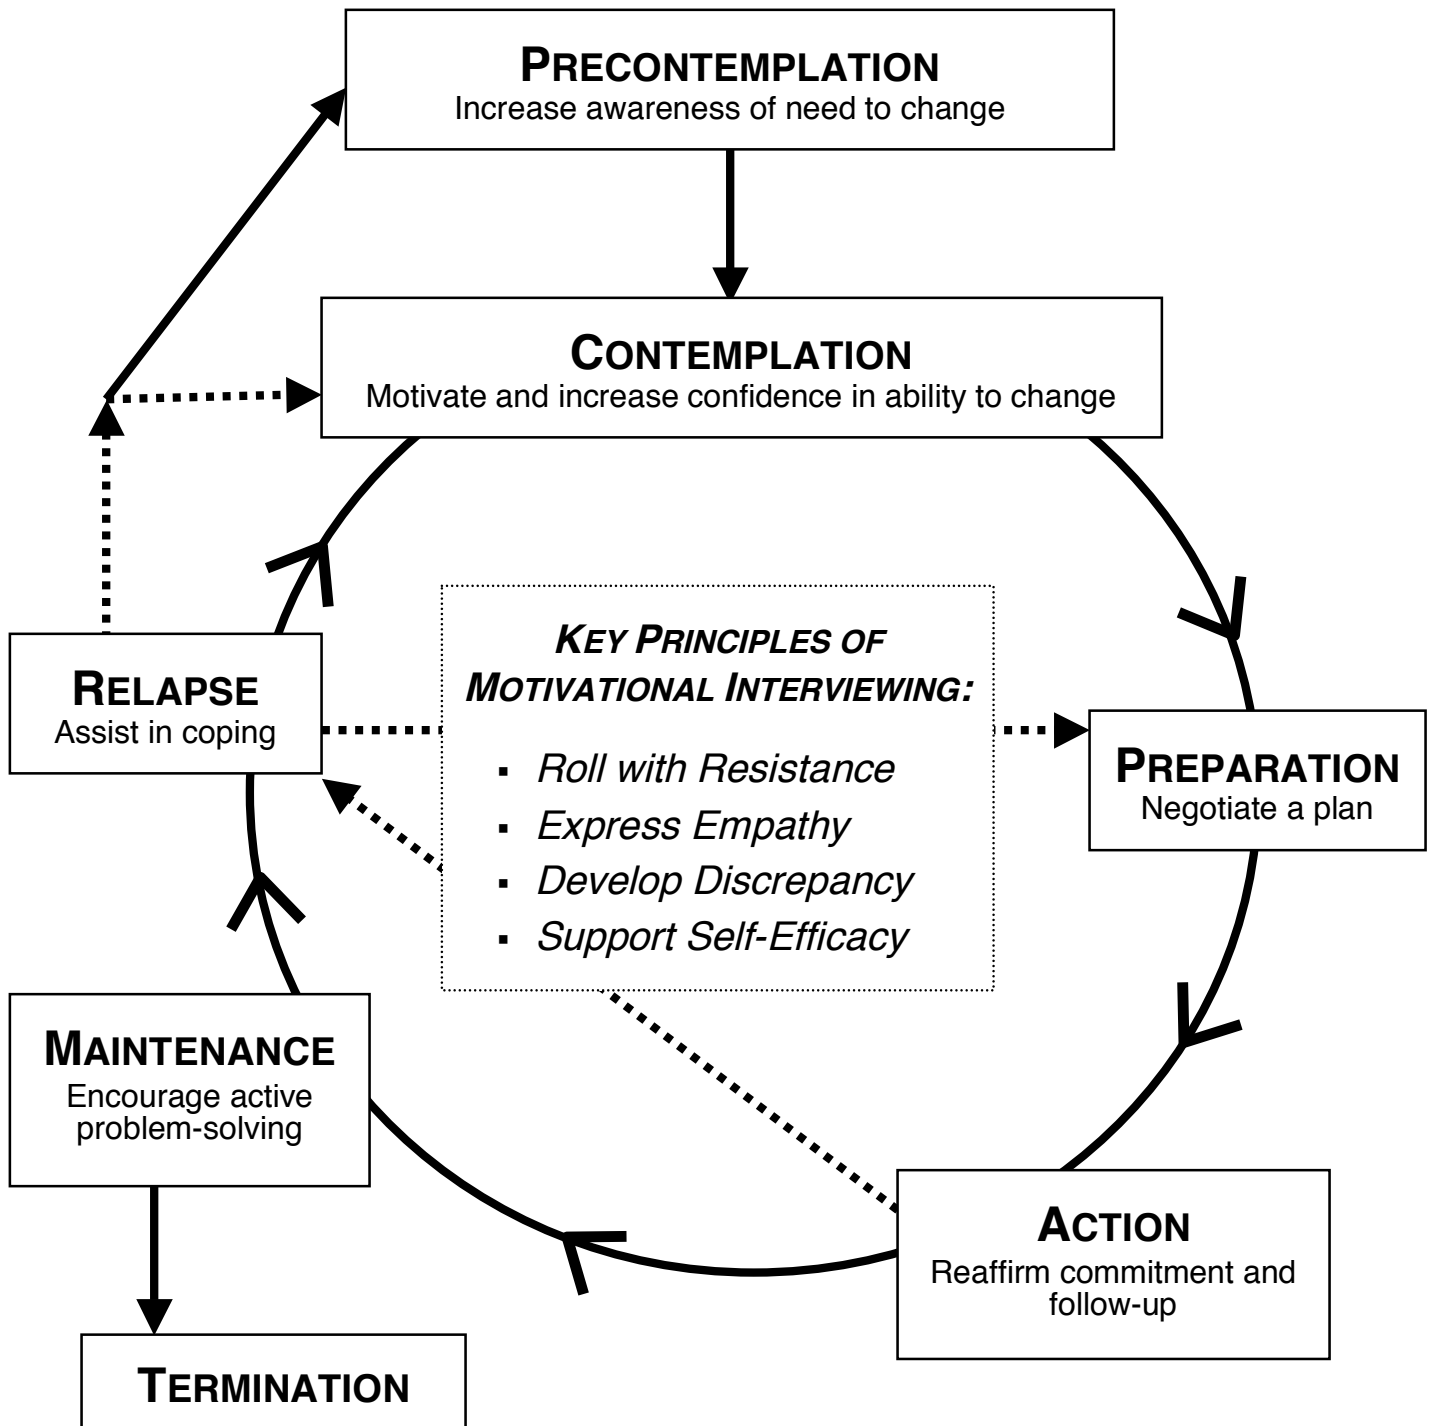 PRECONTEMPLATION
Increase awareness of need to change
CONTEMPLATION
Motivate and increase confidence in ability to change
KEY PRINCIPLES OF
MOTIVATIONAL INTERVIEWING:
▪ Roll with Resistance
▪ Express Empathy
▪ Develop Discrepancy
▪ Support Self-Efficacy
RELAPSE
Assist in coping
PREPARATION
Negotiate a plan
MAINTENANCE
Encourage active
problem-solving
ACTION
Reaffirm commitment and
follow-up
TERMINATION